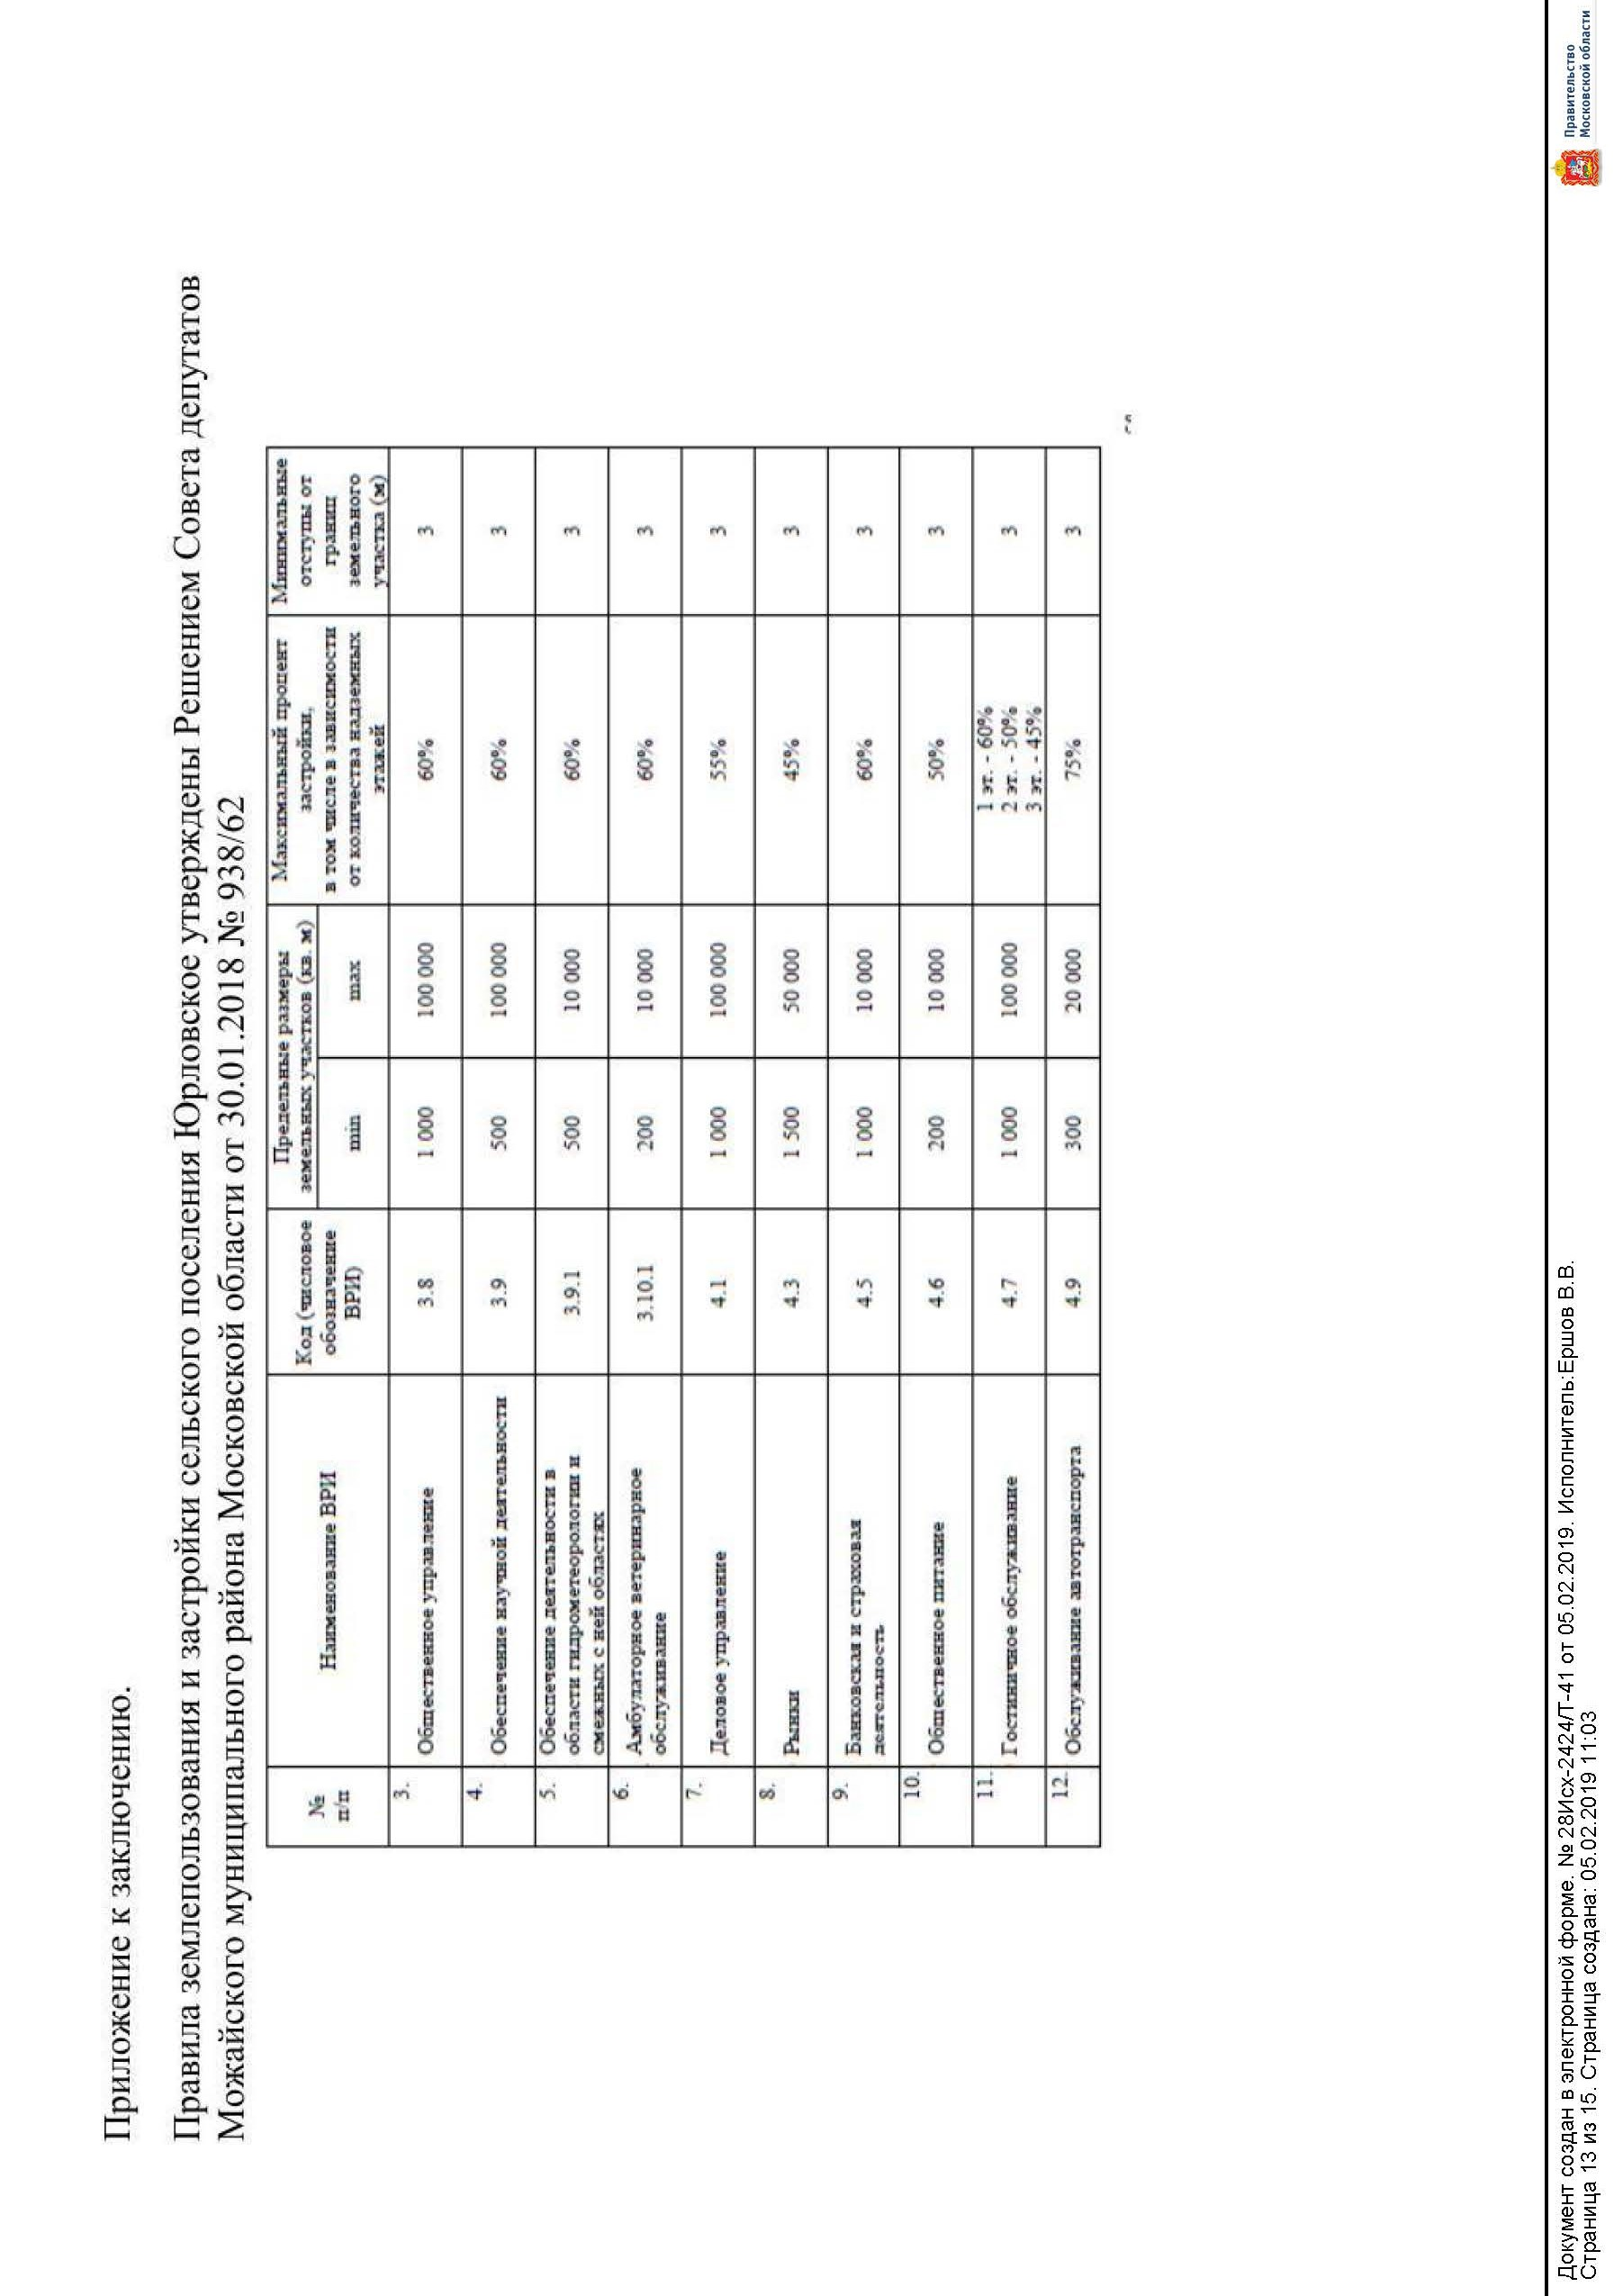 Приложение к заключению.
Правила землепользования и застройки сельского поселения Юрловское утверждены Решением Совета депутатов
Можайского муниципального района Московской области от 30.01.2018 № 938/62
№ п/п
Наименование ВРИ
Код (числовое обозначение ВРИ)
Предельные размеры земельных участков (кв. м)
min
max
Максимальный процент застройки, в том числе в зависимости от количества надземных этажей
Минимальные отступы от границ земельного участка (м)
3. Общественное управление 3.8 1 000 100 000 60% 3
4. Обеспечение научной деятельности 3.9 500 100 000 60% 3
5. Обеспечение деятельности в области гидрометеорологии и смежных с ней областях 3.9.1 500 10 000 60% 3
6. Амбулаторное ветеринарное обслуживание 3.10.1 200 10 000 60% 3
7. Деловое управление 4.1 1 000 100 000 55% 3
8. Рынки 4.3 1 500 50 000 45% 3
9. Банковская и страховая деятельность 4.5 1 000 10 000 60% 3
10. Общественное питание 4.6 200 10 000 50% 3
11. Гостиничное обслуживание 4.7 1 000 100 000 1 эт. - 60% 2 эт. - 50% 3 эт. - 45% 3
12. Обслуживание автотранспорта 4.9 300 20 000 75% 3
Документ создан в электронной форме. № 28Исх-2424/Т-41 от 05.02.2019. Исполнитель:Ершов В.В.
Страница 13 из 15. Страница создана: 05.02.2019 11:03
Правительство
Московской области